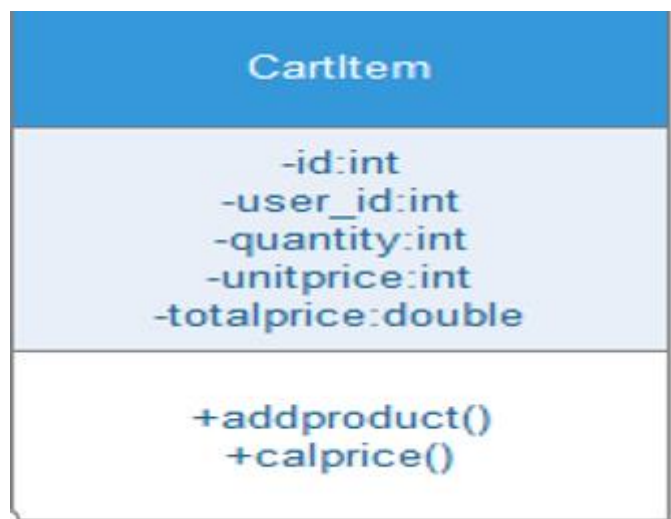 CartItem
-id:int
-user_id:int
-quantity:int
-unitprice:int
-totalprice:double
+addproduct()
+calprice()